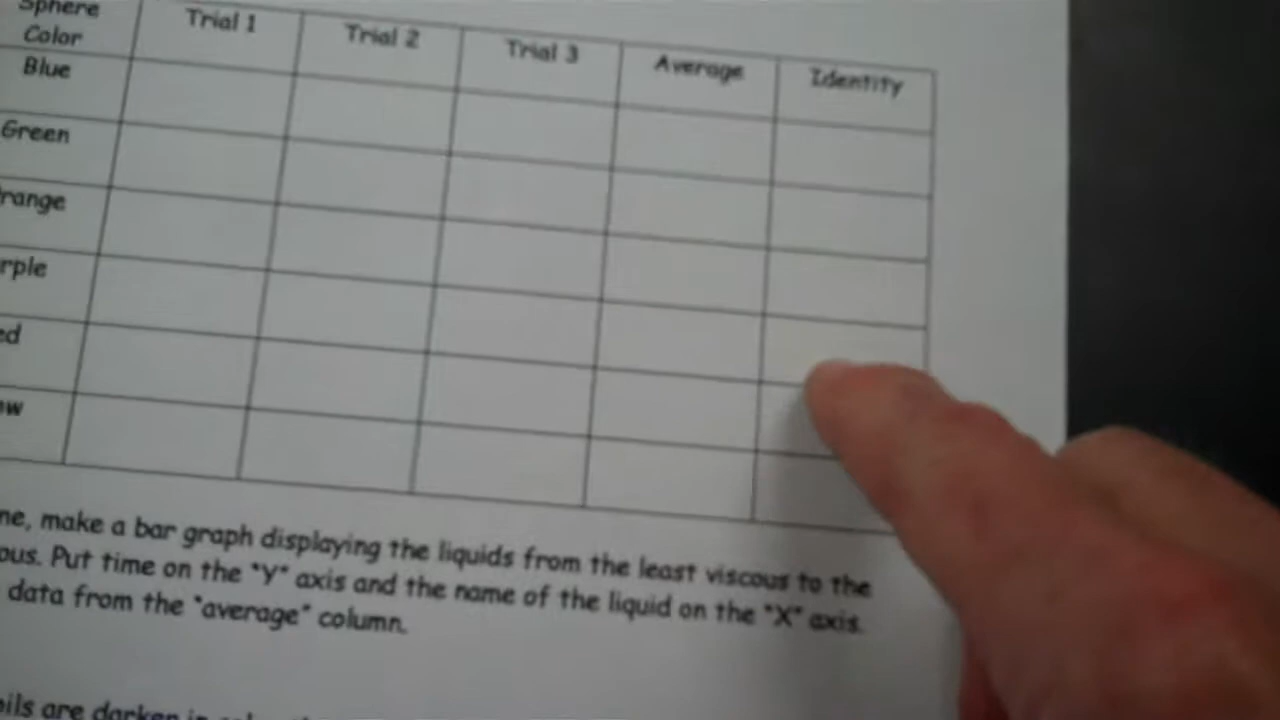 Sphere Trial 1 Trial 2 Trial 3 Average Identity
Color
Blue
Green
range
rple
ed
ow
ne, make a bar graph displaying the liquids from the least viscous to the
ous. Put time on the "Y" axis and the name of the liquid on the "X" axis.
data from the "average" column.
oils are darker in